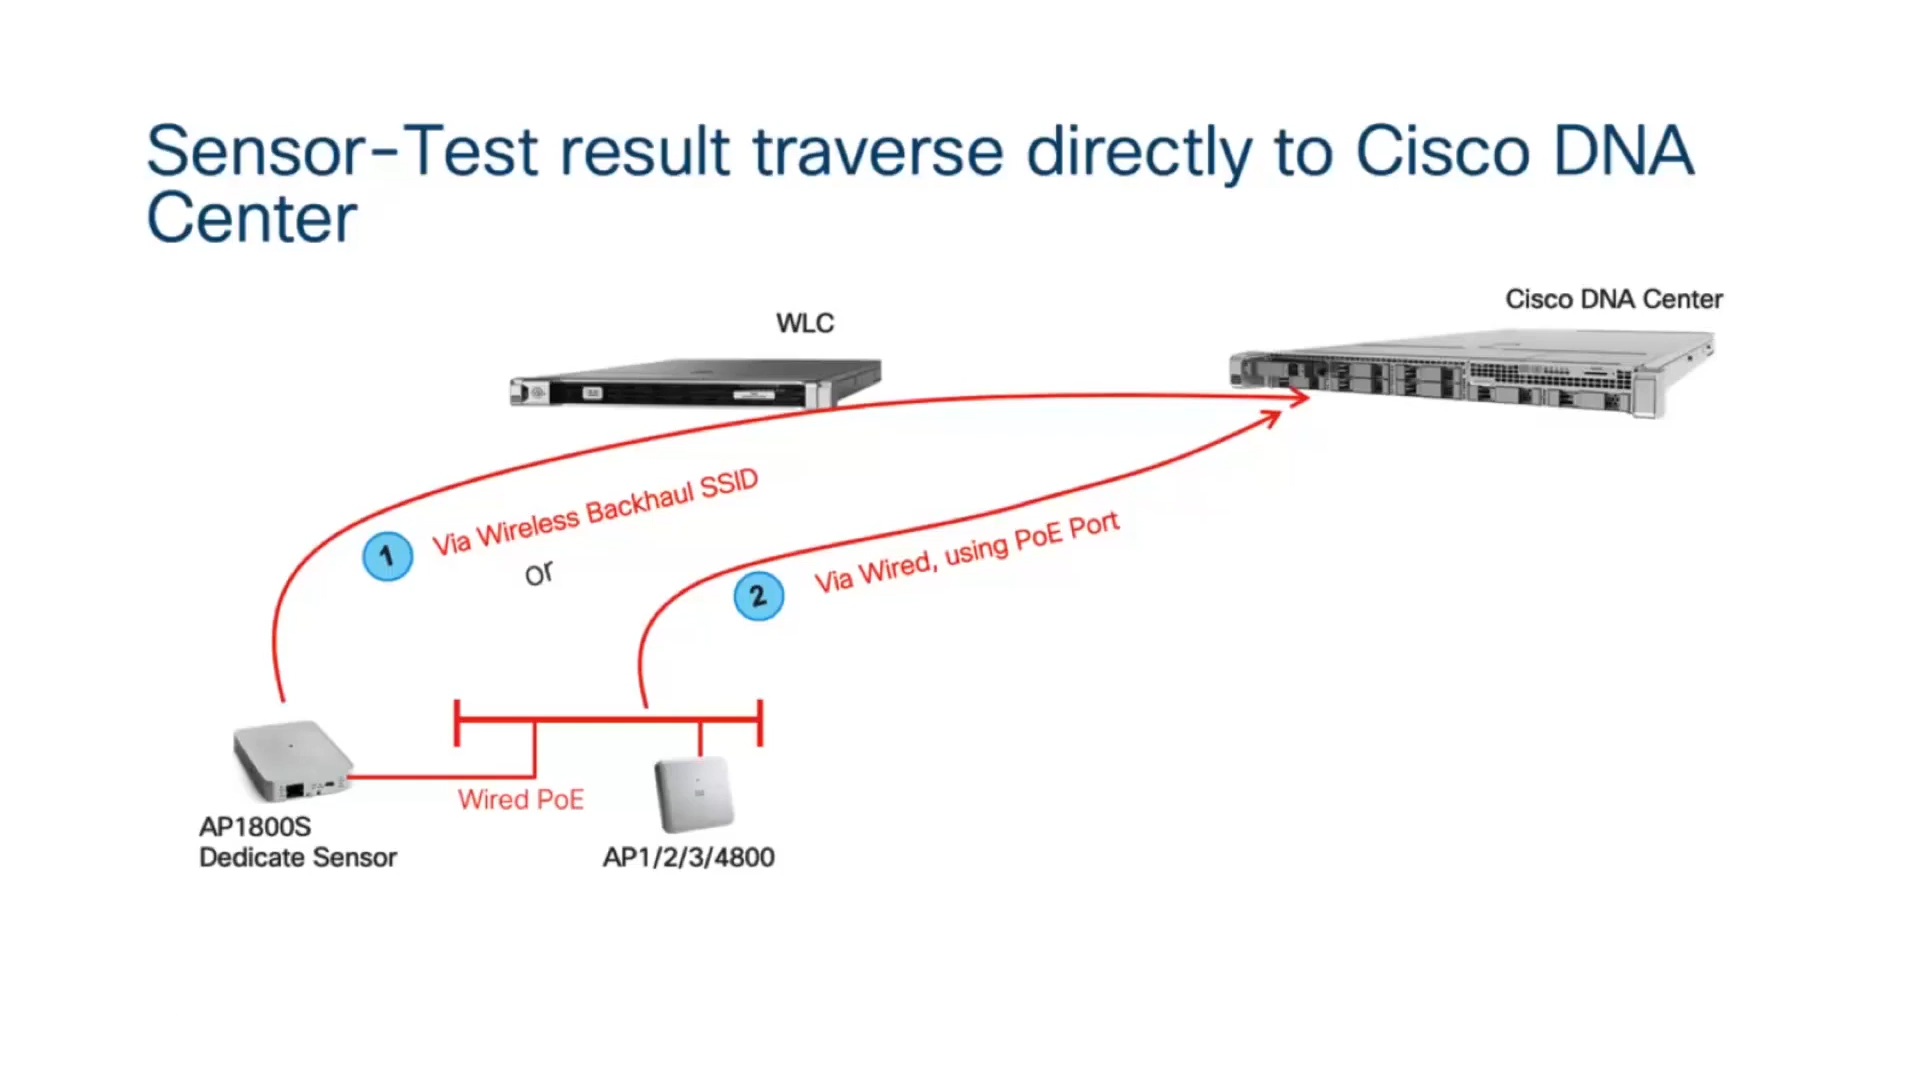 Sensor-Test result traverse directly to Cisco DNA
Center
Cisco DNA Center
WLC
1
Via Wireless Backhaul SSID
or
2
Via Wired, using PoE Port
Wired PoE
AP1800S
Dedicate Sensor
AP1/2/3/4800